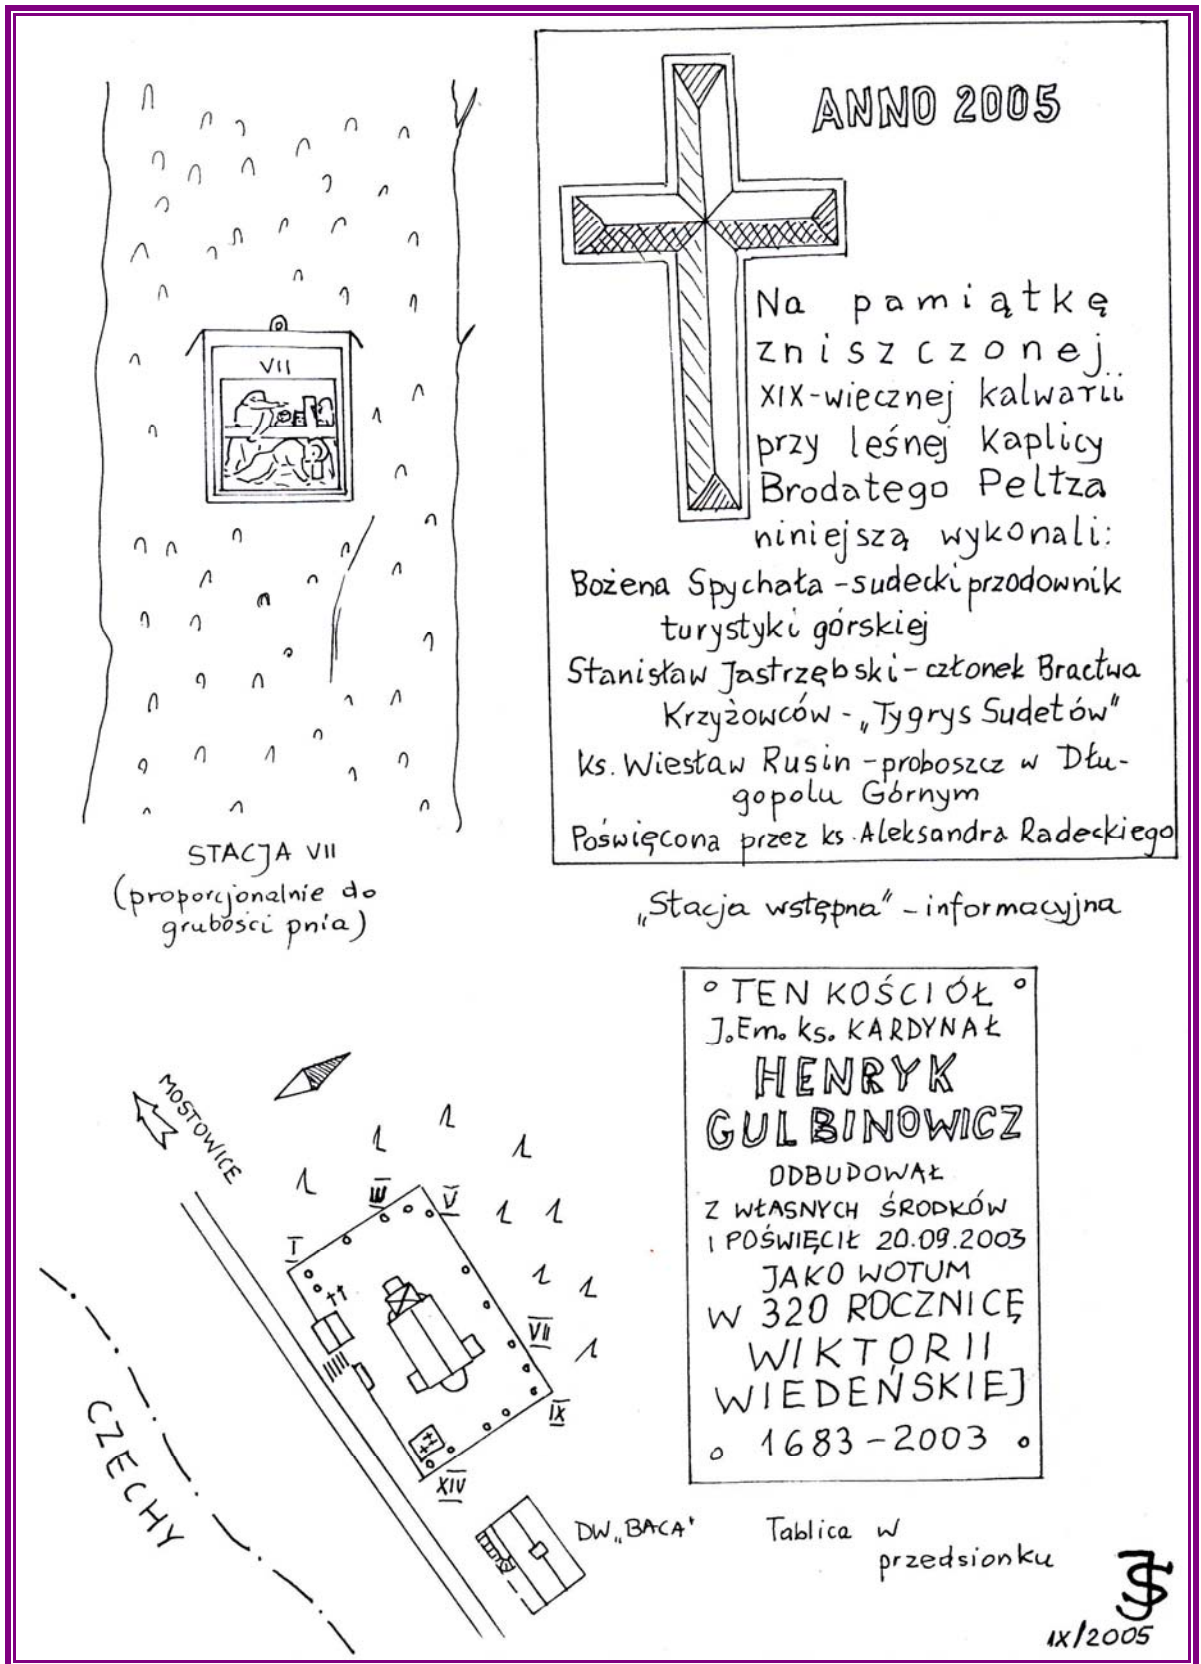 VII
STACJA VII
(proporcjonalnie do
grubości pnia)
ANNO 2005
Na pamiątkę
zniszczonej
XIX-wiecznej kalwarii
przy leśnej kaplicy
Brodatego Peltza
niniejszą wykonali:
Bożena Spychała - sudecki przodownik
turystyki górskiej
Stanisław Jastrzębski - członek Bractwa
Krzyżowców - „Tygrys Sudetów"
ks. Wiesław Rusin - proboszcz w Dłu-
gopolu Górnym
Poświęcona przez ks. Aleksandra Radeckiego
„Stacja wstępna" - informacyjna
TEN KOŚCIÓŁ
J.Em. ks. KARDYNAŁ
HENRYK
GULBINOWICZ
ODBUDOWAŁ
Z WŁASNYCH ŚRODKÓW
I POŚWIĘCIŁ 20.09.2003
JAKO WOTUM
W 320 ROCZNICĘ
WIKTORII
WIEDEŃSKIEJ
1683-2003
Tablica w
przedsionku
MOSTOWICE
I
III
V
VII
IX
XIV
CZECHY
DW „BACA"
JS
IX/2005